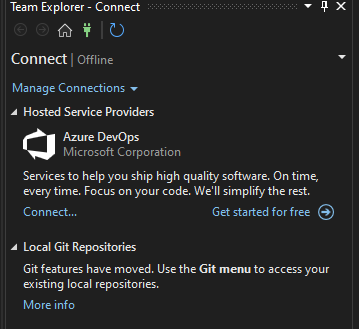 Team Explorer - Connect
Connect | Offline
Manage Connections
Hosted Service Providers
Azure DevOps
Microsoft Corporation
Services to help you ship high quality software. On time,
every time. Focus on your code. We'll simplify the rest.
Connect... Get started for free
Local Git Repositories
Git features have moved. Use the Git menu to access your
existing local repositories.
More info